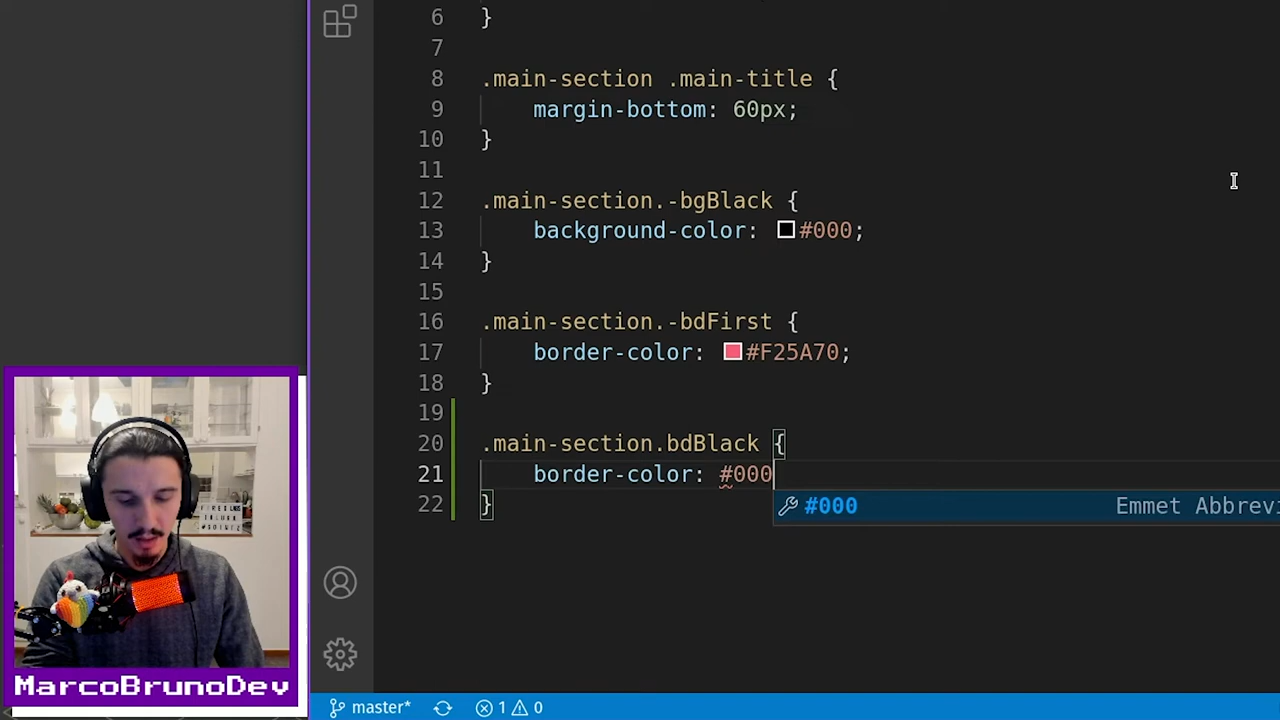 6 }
7
8 .main-section .main-title {
9 margin-bottom: 60px;
10 }
11
12 .main-section.-bgBlack {
13 background-color: #000;
14 }
15
16 .main-section.-bdFirst {
17 border-color: #F25A70;
18 }
19
20 .main-section.bdBlack {
21 border-color: #000
#000 Emmet Abbrevi
22 }
MarcoBrunoDev
master* 1 0